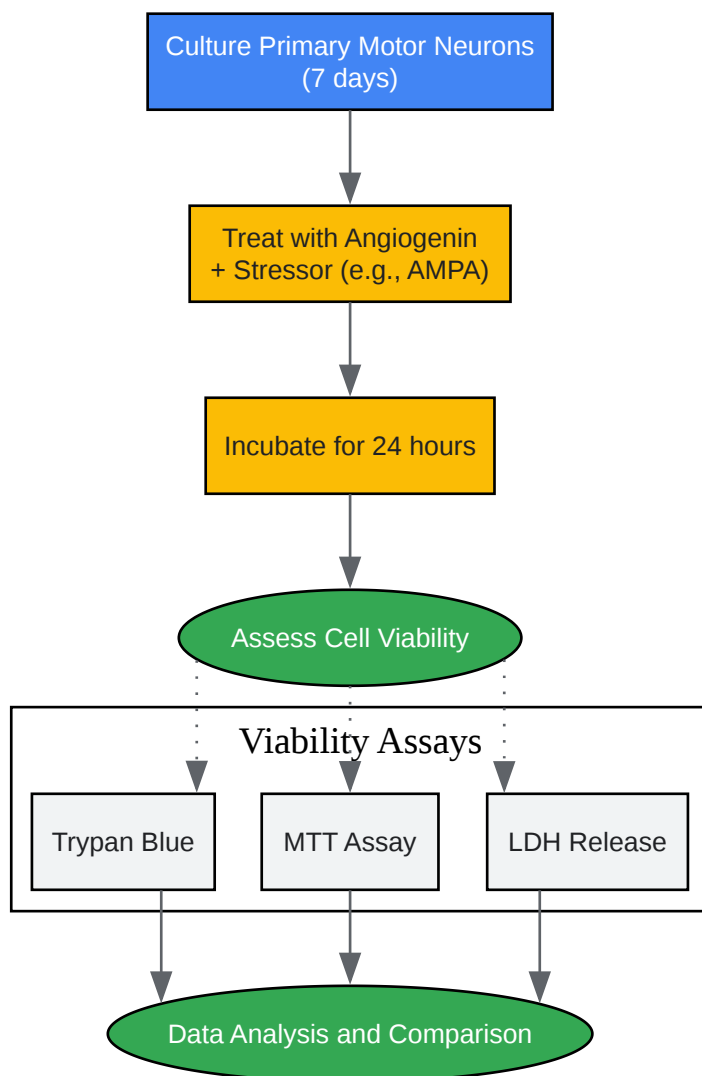 Culture Primary Motor Neurons
(7 days)
Treat with Angiogenin
+ Stressor (e.g., AMPA)
Incubate for 24 hours
Assess Cell Viability
Viability Assays
Trypan Blue
MTT Assay
LDH Release
Data Analysis and Comparison